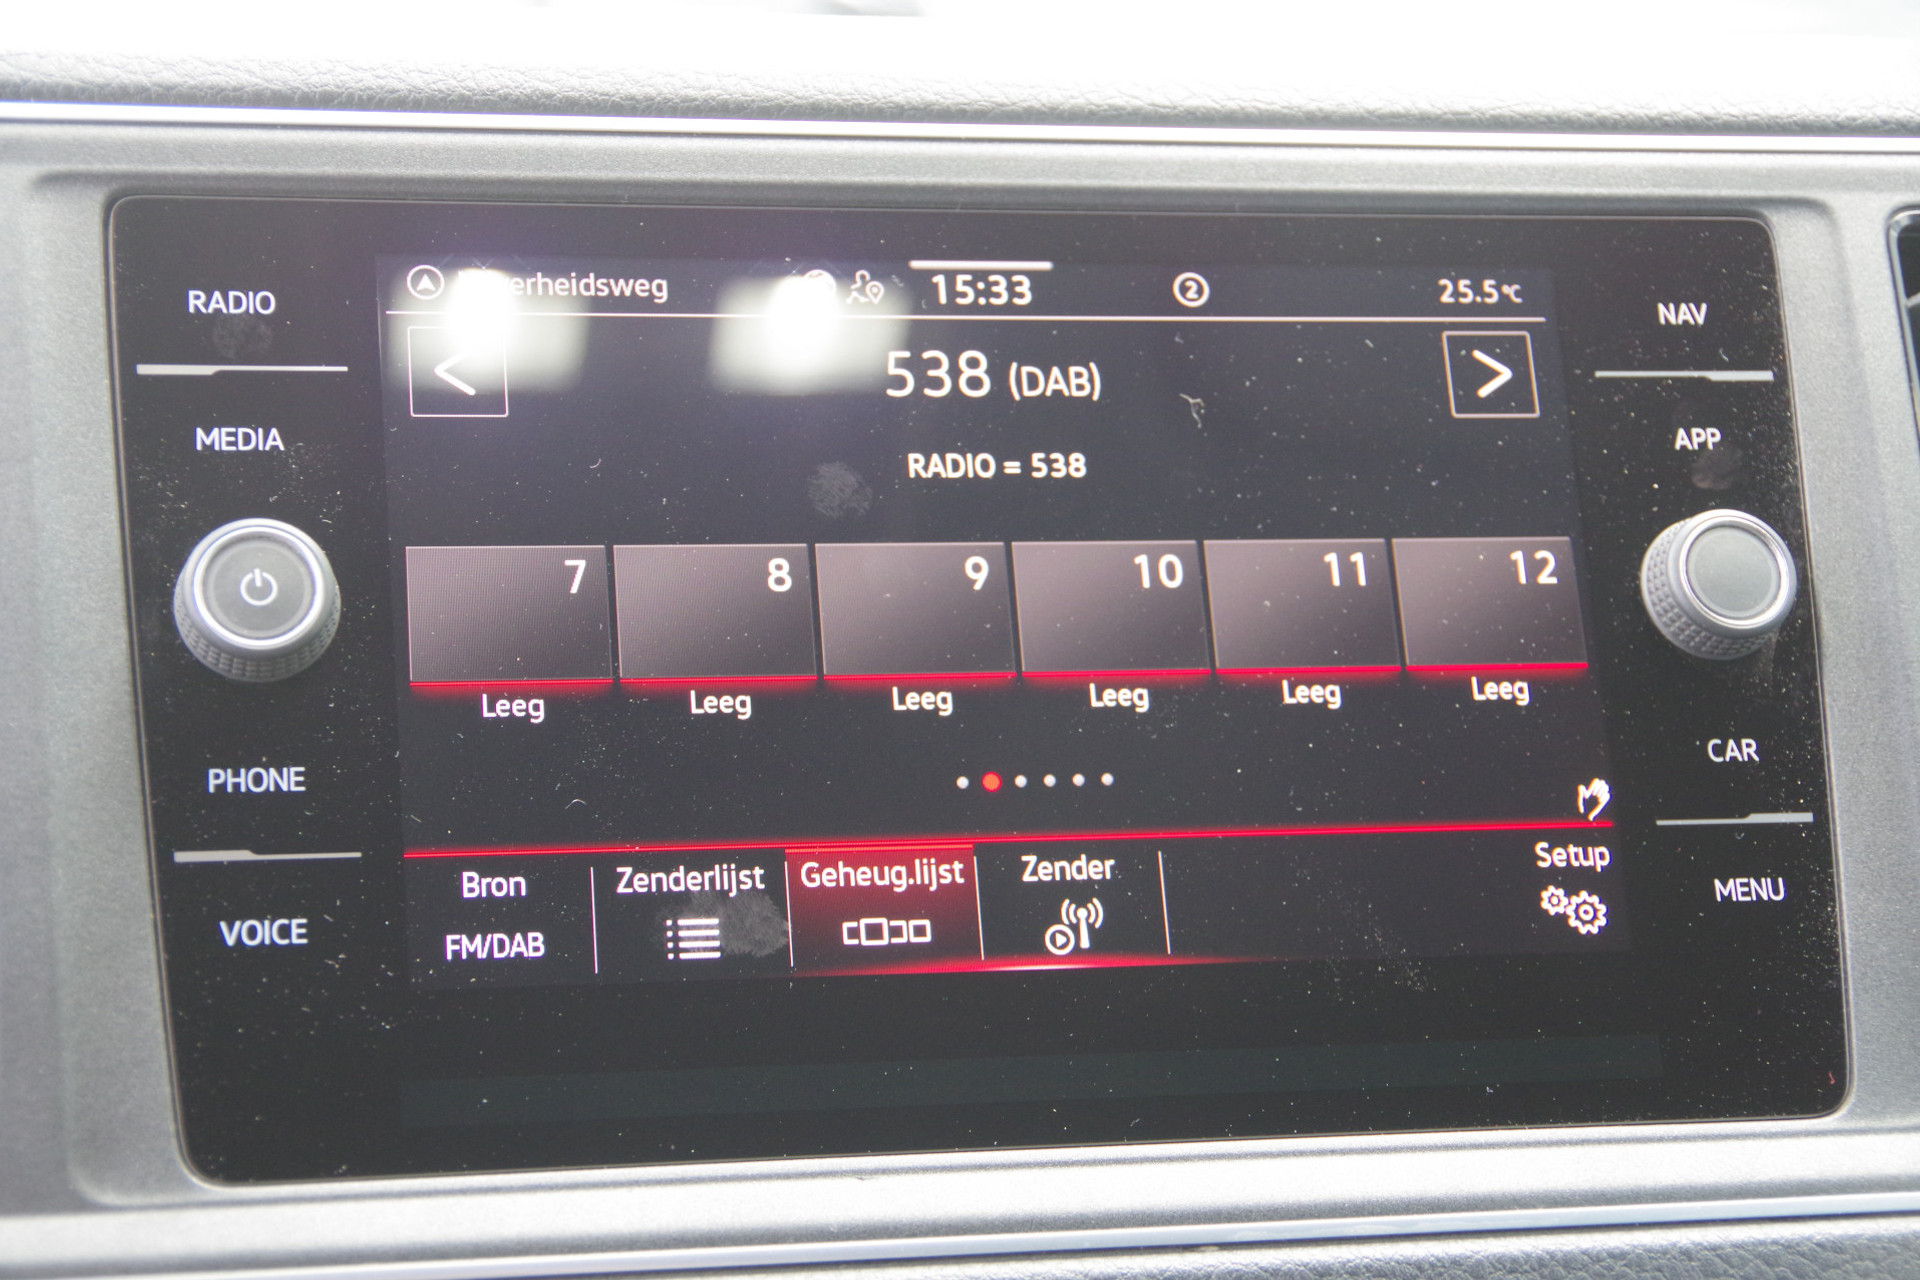 RADIO
MEDIA
PHONE
VOICE
15:33
2
25.5°C
538 (DAB)
RADIO = 538
7 8 9 10 11 12
Leeg Leeg Leeg Leeg Leeg Leeg
Bron Zenderlijst Geheug.lijst Zender Setup
FM/DAB
NAV
APP
CAR
MENU